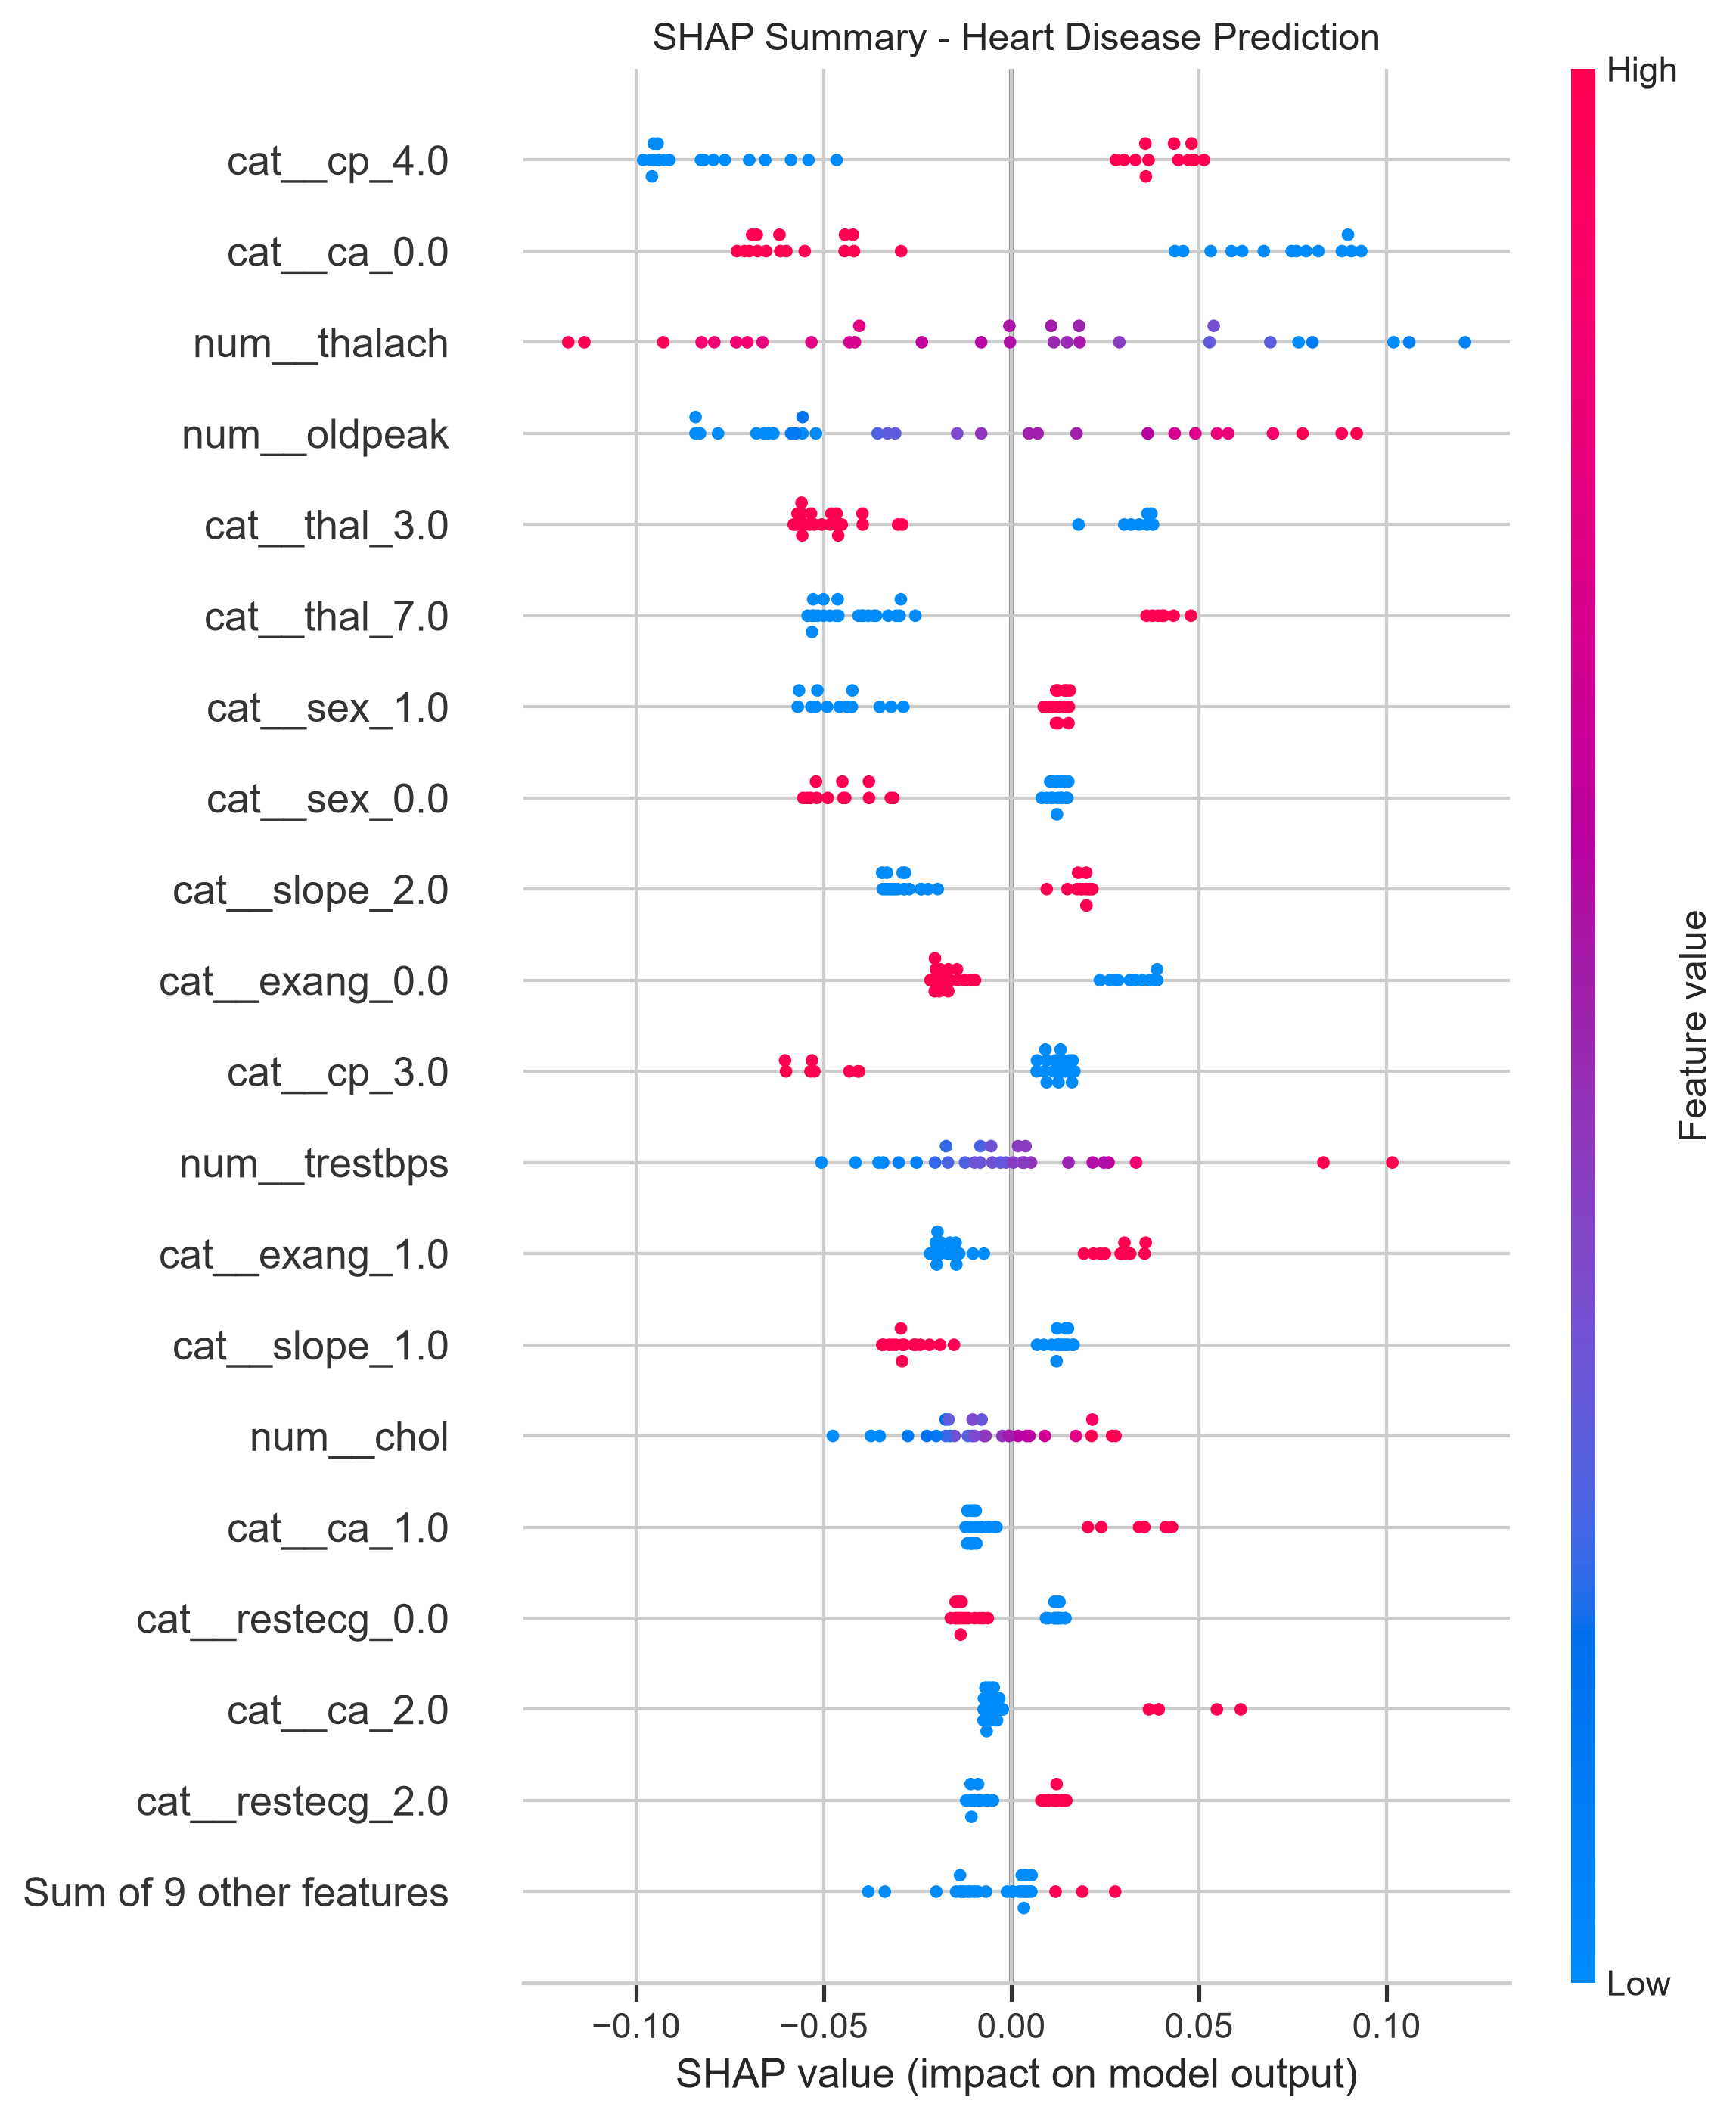 SHAP Summary - Heart Disease Prediction
High
cat__cp_4.0
cat__ca_0.0
num__thalach
num__oldpeak
cat__thal_3.0
cat__thal_7.0
cat__sex_1.0
cat__sex_0.0
cat__slope_2.0
cat__exang_0.0
cat__cp_3.0
num__trestbps
cat__exang_1.0
cat__slope_1.0
num__chol
cat__ca_1.0
cat__restecg_0.0
cat__ca_2.0
cat__restecg_2.0
Sum of 9 other features
Feature value
Low
−0.10 −0.05 0.00 0.05 0.10
SHAP value (impact on model output)